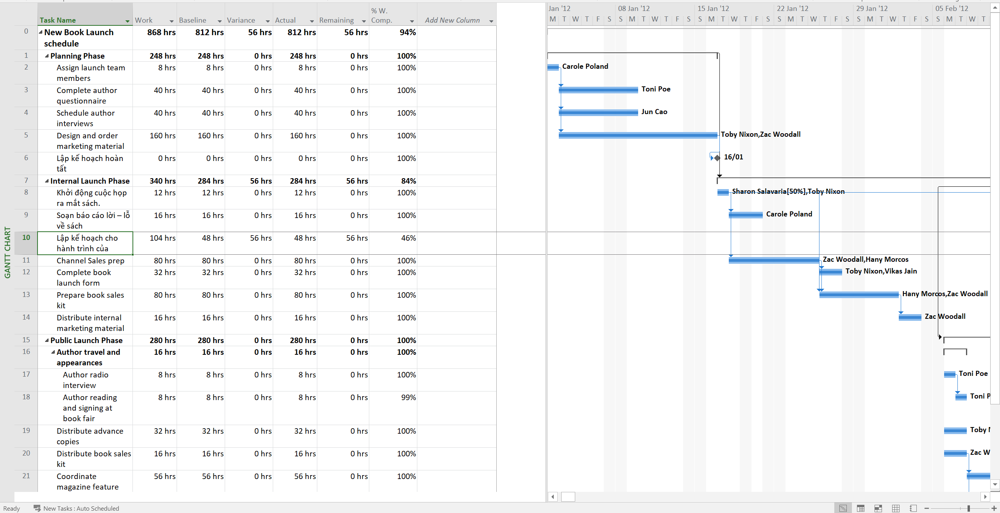 Task Name Work Baseline Variance Actual Remaining % W. Comp. Add New Column
0 New Book Launch schedule 868 hrs 812 hrs 56 hrs 812 hrs 56 hrs 94%
1 Planning Phase 248 hrs 248 hrs 0 hrs 248 hrs 0 hrs 100%
2 Assign launch team members 8 hrs 8 hrs 0 hrs 8 hrs 0 hrs 100%
3 Complete author questionnaire 40 hrs 40 hrs 0 hrs 40 hrs 0 hrs 100%
4 Schedule author interviews 40 hrs 40 hrs 0 hrs 40 hrs 0 hrs 100%
5 Design and order marketing material 160 hrs 160 hrs 0 hrs 160 hrs 0 hrs 100%
6 Lập kế hoạch hoàn tất 0 hrs 0 hrs 0 hrs 0 hrs 0 hrs 100%
7 Internal Launch Phase 340 hrs 284 hrs 56 hrs 284 hrs 56 hrs 84%
8 Khởi động cuộc họp ra mắt sách. 12 hrs 12 hrs 0 hrs 12 hrs 0 hrs 100%
9 Soạn báo cáo lời – lỗ về sách 16 hrs 16 hrs 0 hrs 16 hrs 0 hrs 100%
10 Lập kế hoạch cho hành trình của 104 hrs 48 hrs 56 hrs 48 hrs 56 hrs 46%
11 Channel Sales prep 80 hrs 80 hrs 0 hrs 80 hrs 0 hrs 100%
12 Complete book launch form 32 hrs 32 hrs 0 hrs 32 hrs 0 hrs 100%
13 Prepare book sales kit 80 hrs 80 hrs 0 hrs 80 hrs 0 hrs 100%
14 Distribute internal marketing material 16 hrs 16 hrs 0 hrs 16 hrs 0 hrs 100%
15 Public Launch Phase 280 hrs 280 hrs 0 hrs 280 hrs 0 hrs 100%
16 Author travel and appearances 16 hrs 16 hrs 0 hrs 16 hrs 0 hrs 100%
17 Author radio interview 8 hrs 8 hrs 0 hrs 8 hrs 0 hrs 100%
18 Author reading and signing at book fair 8 hrs 8 hrs 0 hrs 8 hrs 0 hrs 99%
19 Distribute advance copies 32 hrs 32 hrs 0 hrs 32 hrs 0 hrs 100%
20 Distribute book sales kit 16 hrs 16 hrs 0 hrs 16 hrs 0 hrs 100%
21 Coordinate magazine feature 56 hrs 56 hrs 0 hrs 56 hrs 0 hrs 100%
GANTT CHART
Jan '12 08 Jan '12 15 Jan '12 22 Jan '12 29 Jan '12 05 Feb '12
M T W T F S S M T W T F S S M T W T F S S M T W T F S S M T W T F S S M T W T
Carole Poland
Toni Poe
Jun Cao
Toby Nixon,Zac Woodall
16/01
Sharon Salavaria[50%],Toby Nixon
Carole Poland
Zac Woodall,Hany Morcos
Toby Nixon,Vikas Jain
Hany Morcos,Zac Woodall
Zac Woodall
Toni Poe
Toni
Toby
Zac
Ready New Tasks : Auto Scheduled